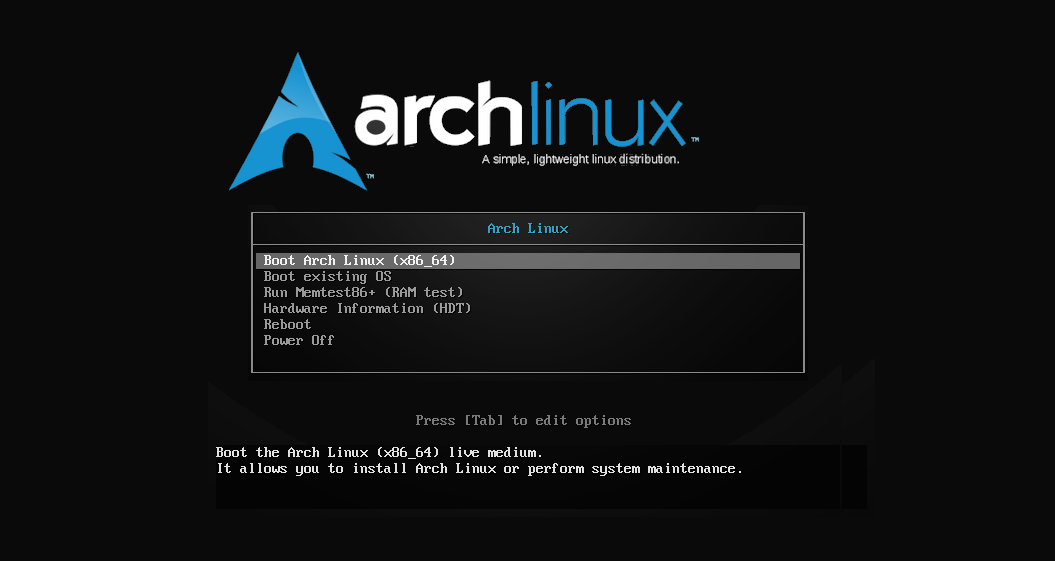 archlinux™
A simple, lightweight linux distribution.
™
Arch Linux
Boot Arch Linux (x86_64)
Boot existing OS
Run Memtest86+ (RAM test)
Hardware Information (HDT)
Reboot
Power Off
Press [Tab] to edit options
Boot the Arch Linux (x86_64) live medium.
It allows you to install Arch Linux or perform system maintenance.